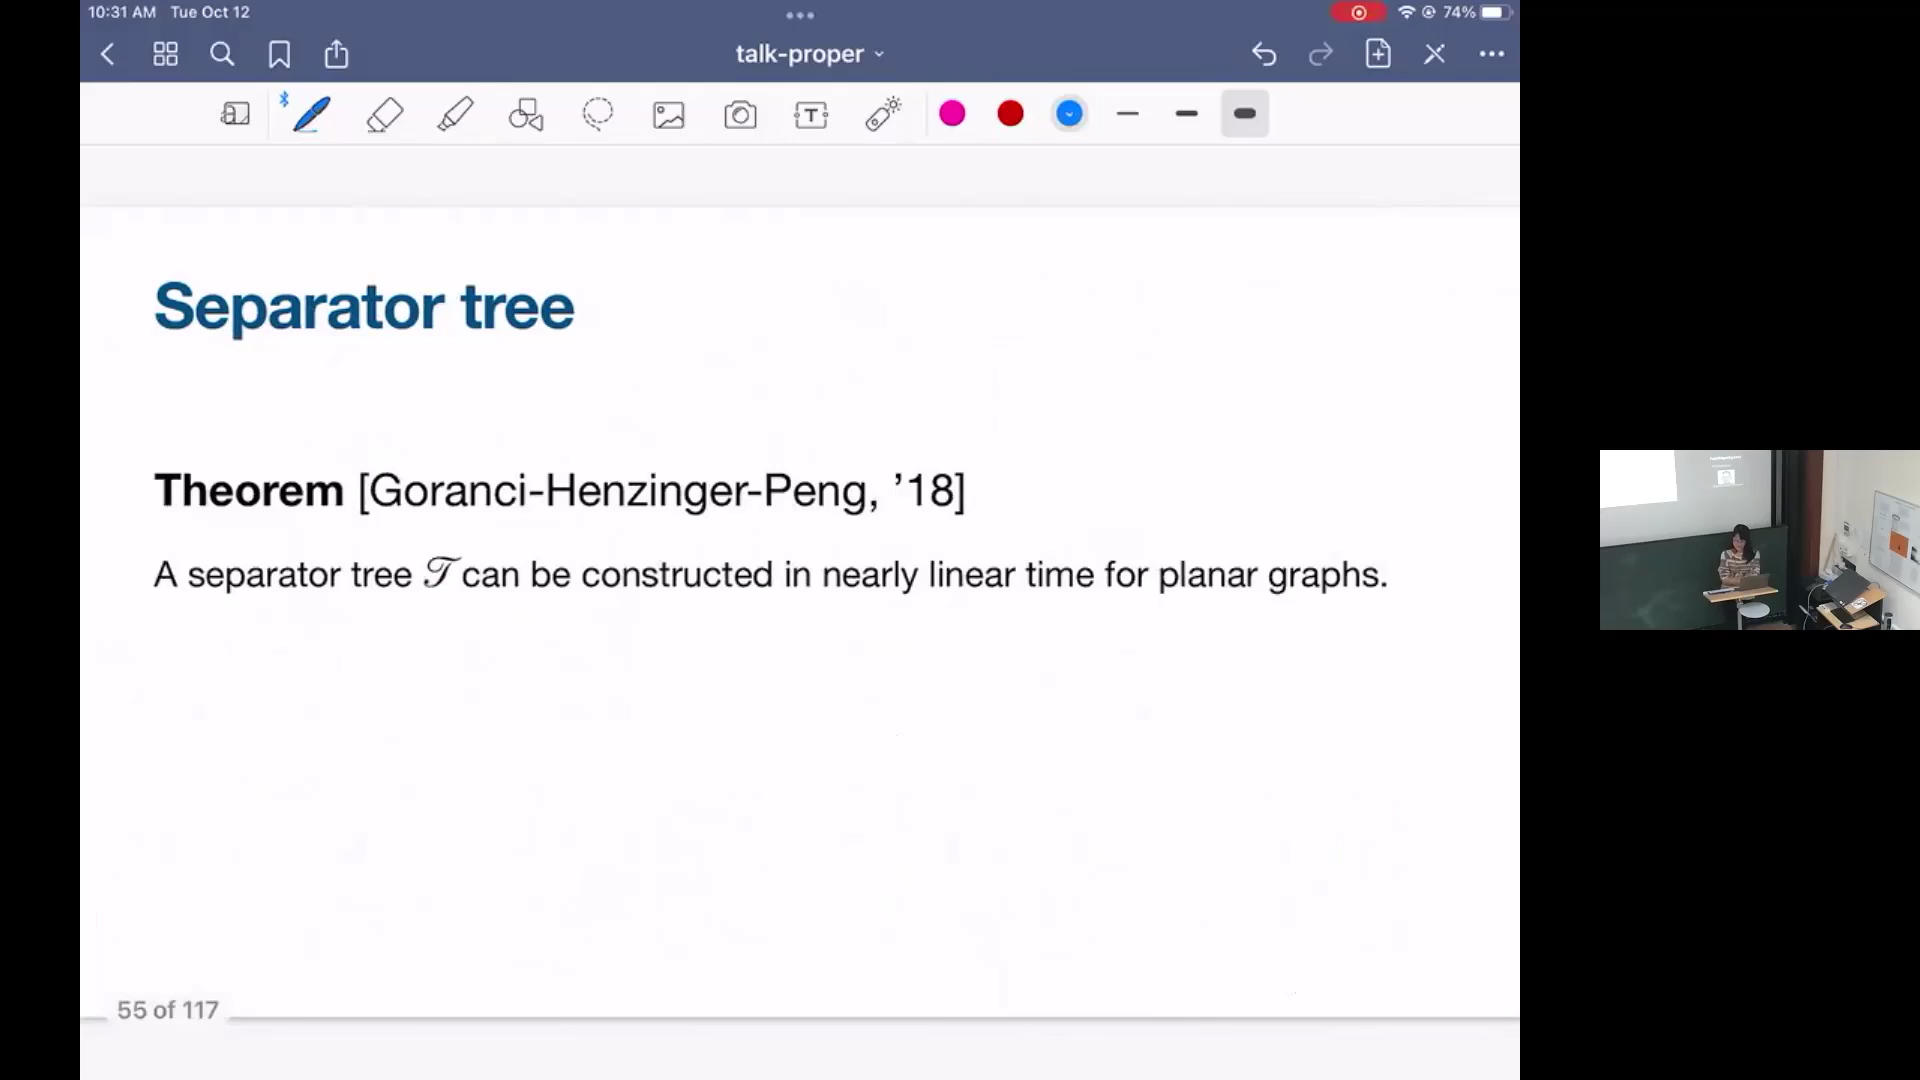 10:31 AM Tue Oct 12
74%
talk-proper
Separator tree
Theorem [Goranci-Henzinger-Peng, ’18]
A separator tree 𝒯 can be constructed in nearly linear time for planar graphs.
55 of 117